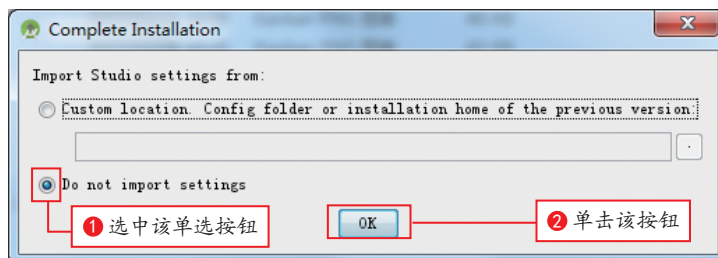 Complete Installation
Import Studio settings from:
Custom location. Config folder or installation home of the previous version:
Do not import settings
❶ 选中该单选按钮
OK
❷ 单击该按钮